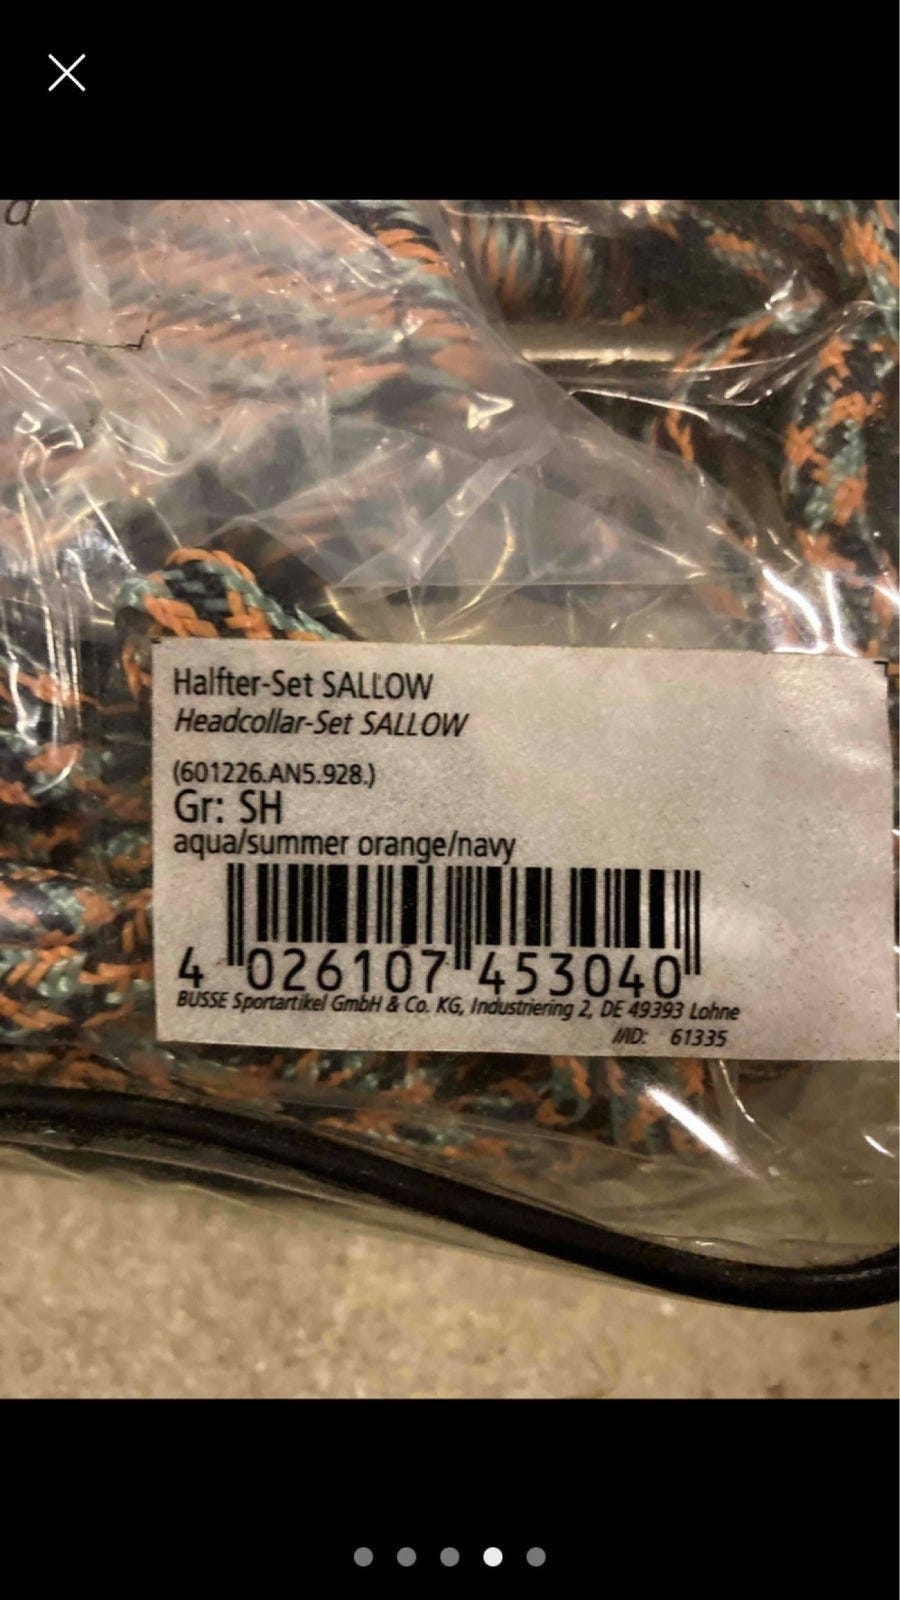 Halfter-Set SALLOW
Headcollar-Set SALLOW
(601226.AN5.928.)
Gr: SH
aqua/summer orange/navy
4 026107 453040
BUSSE Sportartikel GmbH & Co. KG, Industriering 2, DE 49393 Lohne
MID: 61335